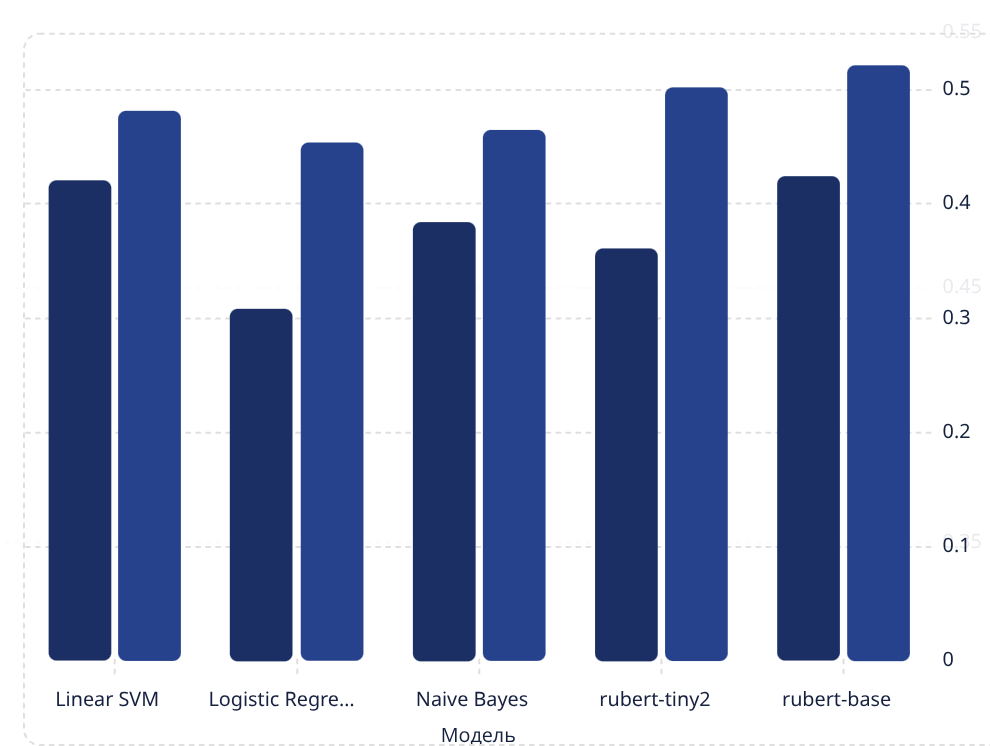 0.55
0.5
0.4
0.45
0.3
0.2
0.1
0
Linear SVM
Logistic Regre...
Naive Bayes
rubert-tiny2
rubert-base
Модель